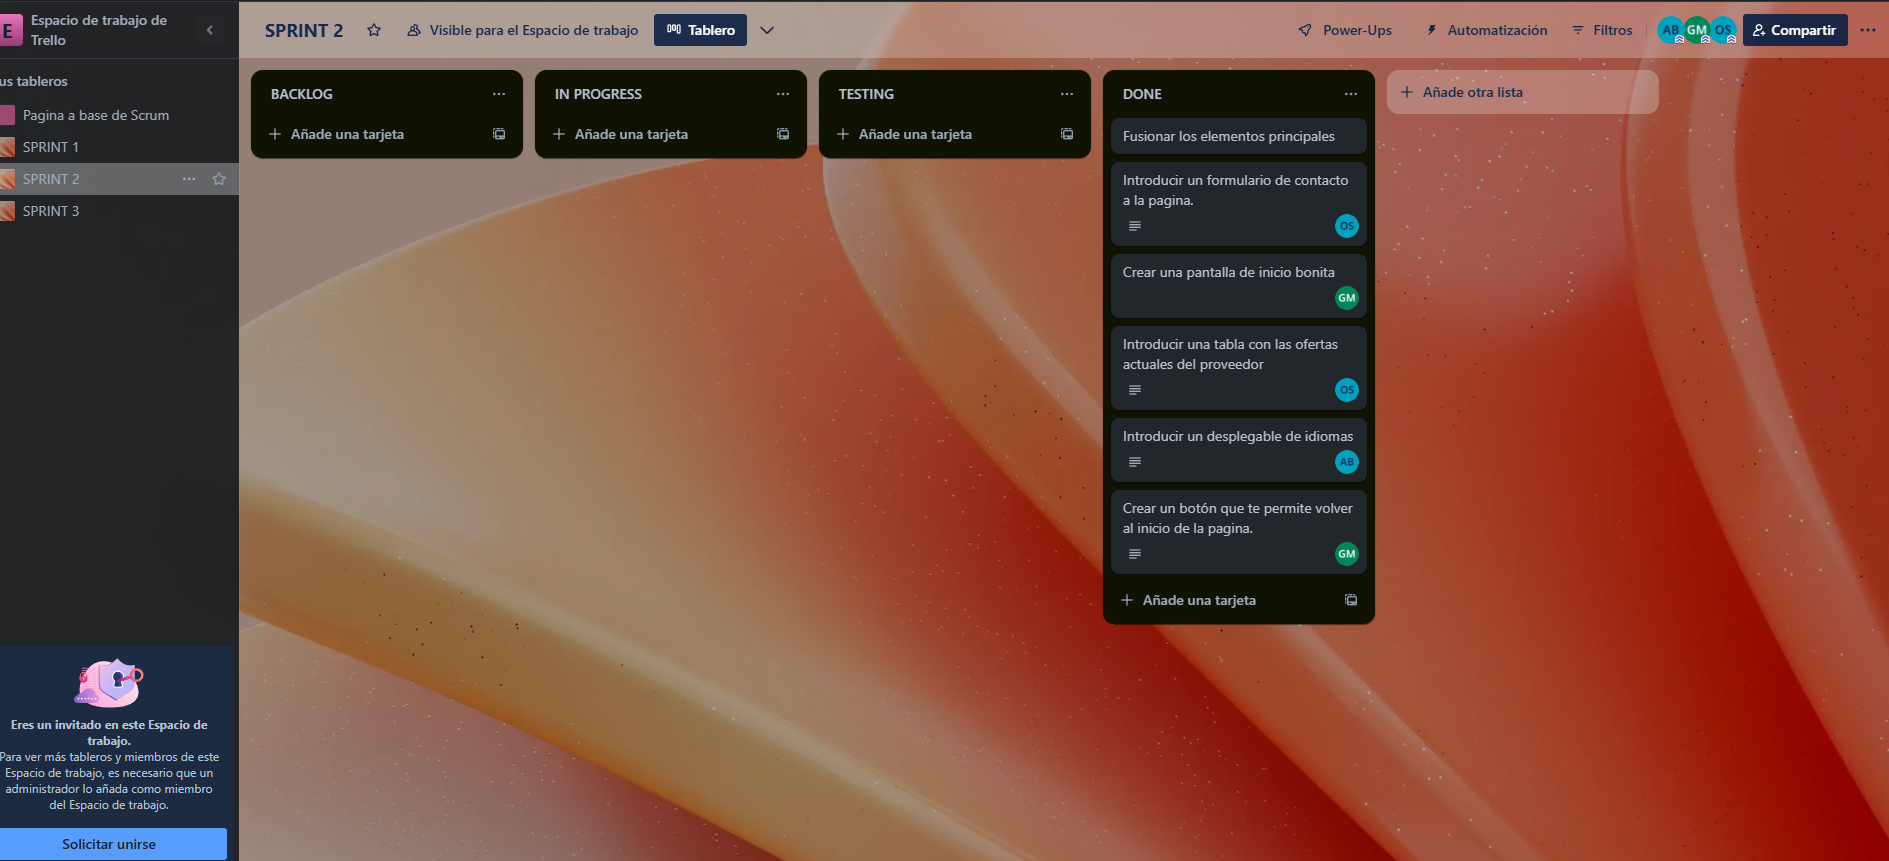 E
Espacio de trabajo de
Trello
us tableros
Pagina a base de Scrum
SPRINT 1
SPRINT 2
SPRINT 3
Eres un invitado en este Espacio de
trabajo.
Para ver más tableros y miembros de este
Espacio de trabajo, es necesario que un
administrador lo añada como miembro
del Espacio de trabajo.
Solicitar unirse
SPRINT 2
Visible para el Espacio de trabajo
Tablero
Power-Ups
Automatización
Filtros
AB
GM
OS
Compartir
BACKLOG
Añade una tarjeta
IN PROGRESS
Añade una tarjeta
TESTING
Añade una tarjeta
DONE
Fusionar los elementos principales
Introducir un formulario de contacto
a la pagina.
OS
Crear una pantalla de inicio bonita
GM
Introducir una tabla con las ofertas
actuales del proveedor
OS
Introducir un desplegable de idiomas
AB
Crear un botón que te permite volver
al inicio de la pagina.
GM
Añade una tarjeta
Añade otra lista